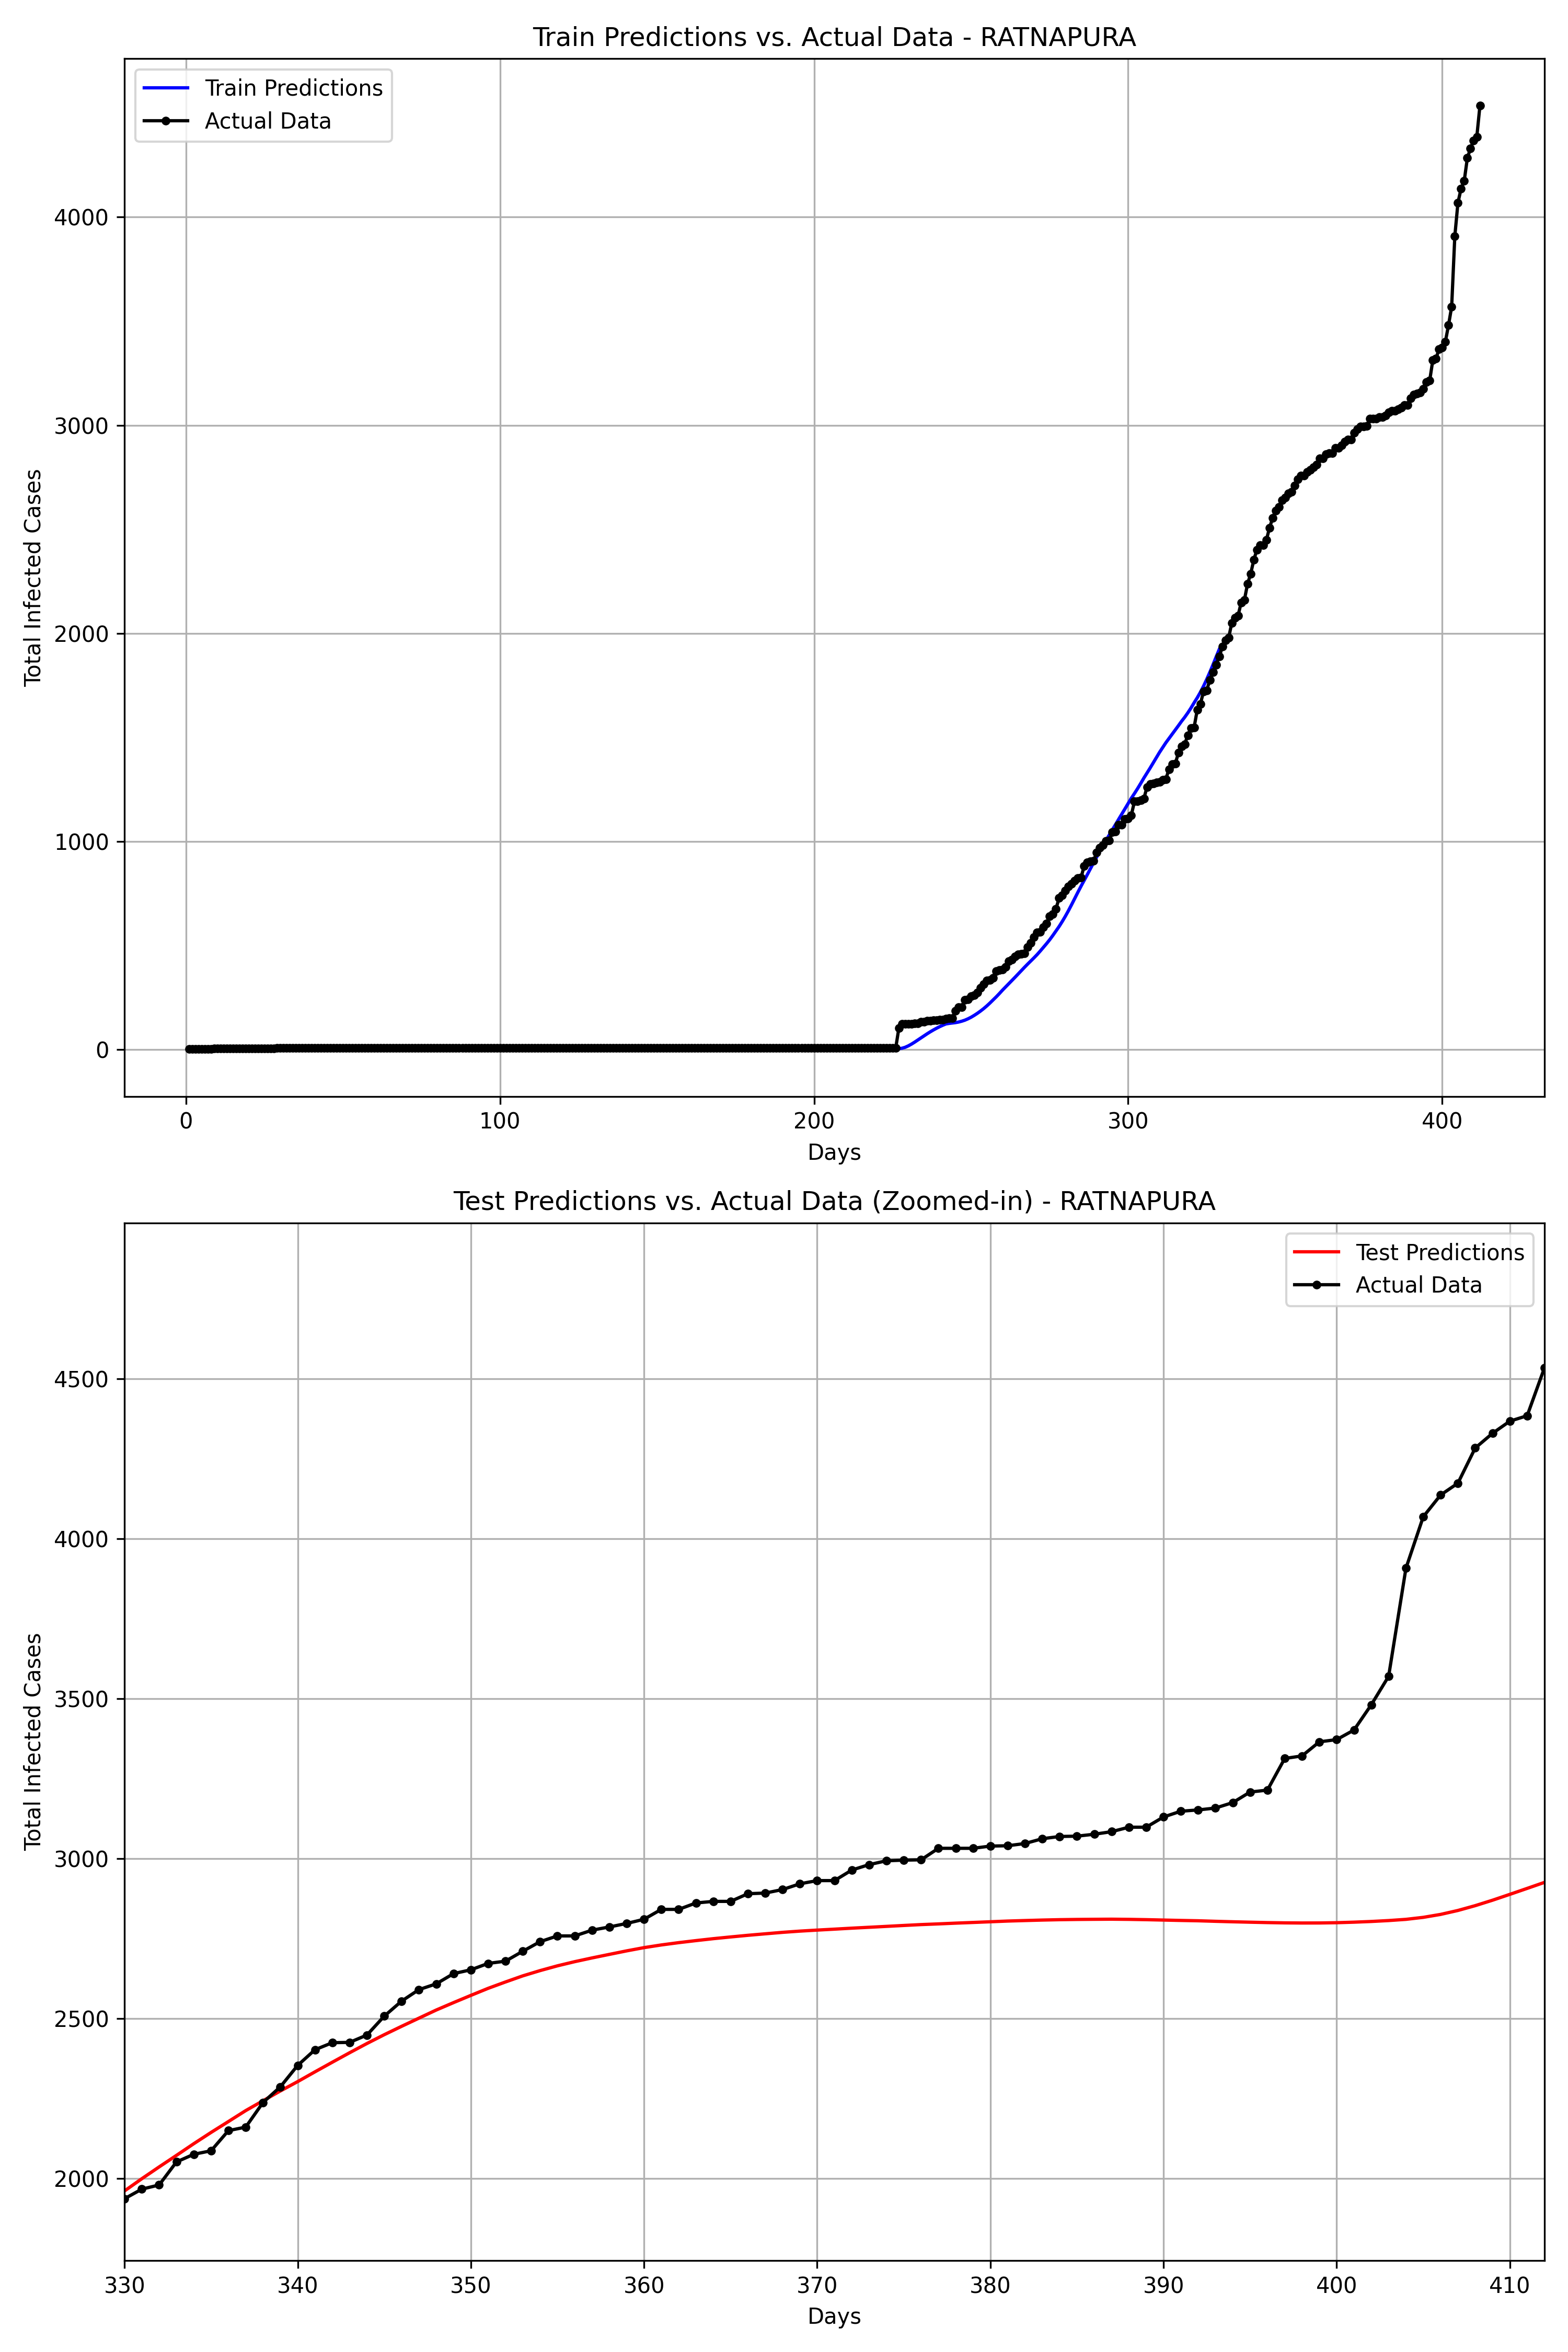 Train Predictions vs. Actual Data - RATNAPURA
Train Predictions
Actual Data
Total Infected Cases
4000
3000
2000
1000
0
0 100 200 300 400
Days
Test Predictions vs. Actual Data (Zoomed-in) - RATNAPURA
Test Predictions
Actual Data
Total Infected Cases
4500
4000
3500
3000
2500
2000
330 340 350 360 370 380 390 400 410
Days